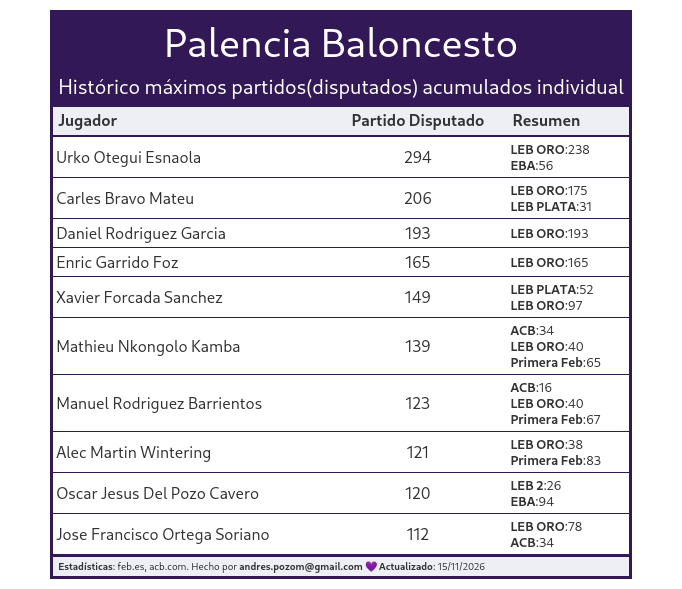 Palencia Baloncesto
Histórico máximos partidos(disputados) acumulados individual
Jugador Partido Disputado Resumen
Urko Otegui Esnaola 294 LEB ORO:238
EBA:56
Carles Bravo Mateu 206 LEB ORO:175
LEB PLATA:31
Daniel Rodriguez Garcia 193 LEB ORO:193
Enric Garrido Foz 165 LEB ORO:165
Xavier Forcada Sanchez 149 LEB PLATA:52
LEB ORO:97
Mathieu Nkongolo Kamba 139 ACB:34
LEB ORO:40
Primera Feb:65
Manuel Rodriguez Barrientos 123 ACB:16
LEB ORO:40
Primera Feb:67
Alec Martin Wintering 121 LEB ORO:38
Primera Feb:83
Oscar Jesus Del Pozo Cavero 120 LEB 2:26
EBA:94
Jose Francisco Ortega Soriano 112 LEB ORO:78
ACB:34
Estadísticas: feb.es, acb.com. Hecho por andres.pozom@gmail.com 💜 Actualizado: 15/11/2026